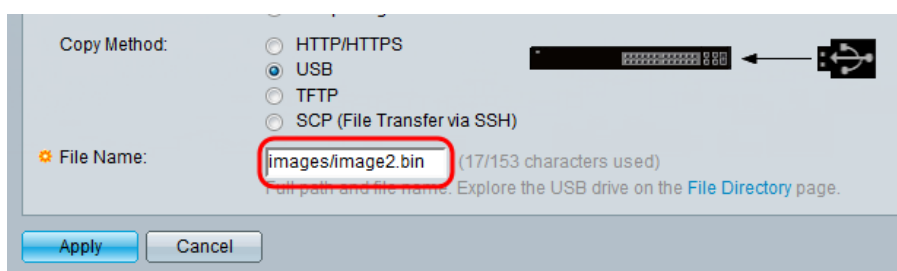 Copy Method:
HTTP/HTTPS
USB
TFTP
SCP (File Transfer via SSH)
File Name:
images/image2.bin
(17/153 characters used)
Full path and file name. Explore the USB drive on the File Directory page.
Apply
Cancel